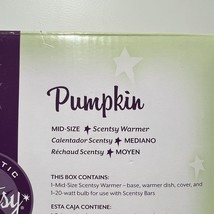 Pumpkin
MID-SIZE ★ Scentsy Warmer
Calentador Scentsy ★ MEDIANO
Réchaud Scentsy ★ MOYEN
THIS BOX CONTAINS:
1-Mid-Size Scentsy Warmer - base, warmer dish, cover, and
1-20-watt bulb for use with Scentsy Bars
ESTA CAJA CONTIENE: